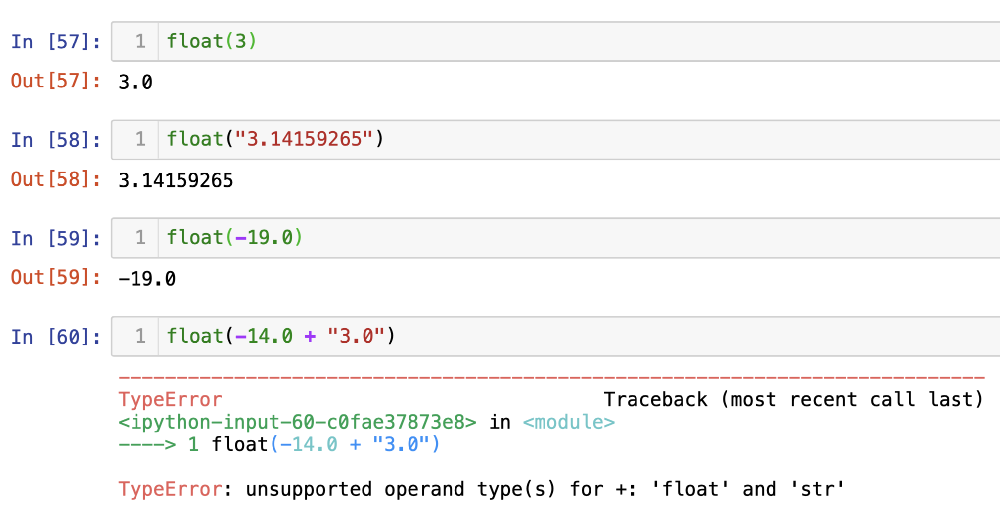 In [57]: 1 float(3)
Out[57]: 3.0
In [58]: 1 float("3.14159265")
Out[58]: 3.14159265
In [59]: 1 float(-19.0)
Out[59]: -19.0
In [60]: 1 float(-14.0 + "3.0")
---------------------------------------------------------------------------
TypeError Traceback (most recent call last)
<ipython-input-60-c0fae37873e8> in <module>
----> 1 float(-14.0 + "3.0")
TypeError: unsupported operand type(s) for +: 'float' and 'str'